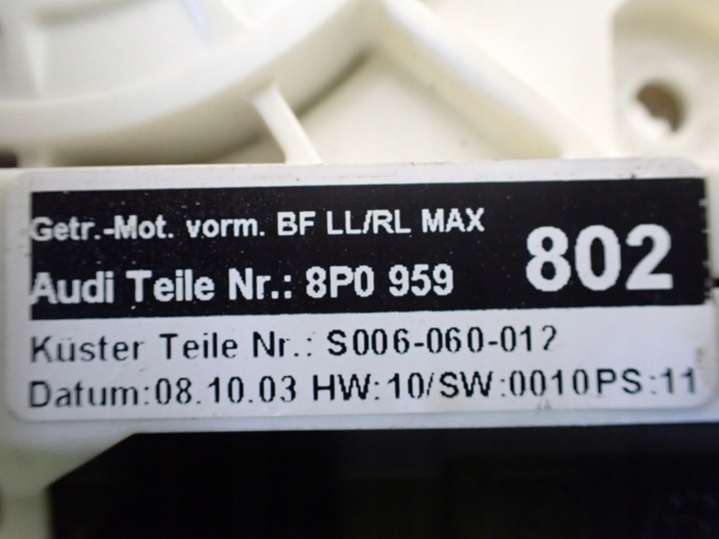 Getr.-Mot. vorm. BF LL/RL MAX
Audi Teile Nr.: 8P0 959 802
Küster Teile Nr.: S006-060-012
Datum:08.10.03 HW:10/SW:0010PS:11